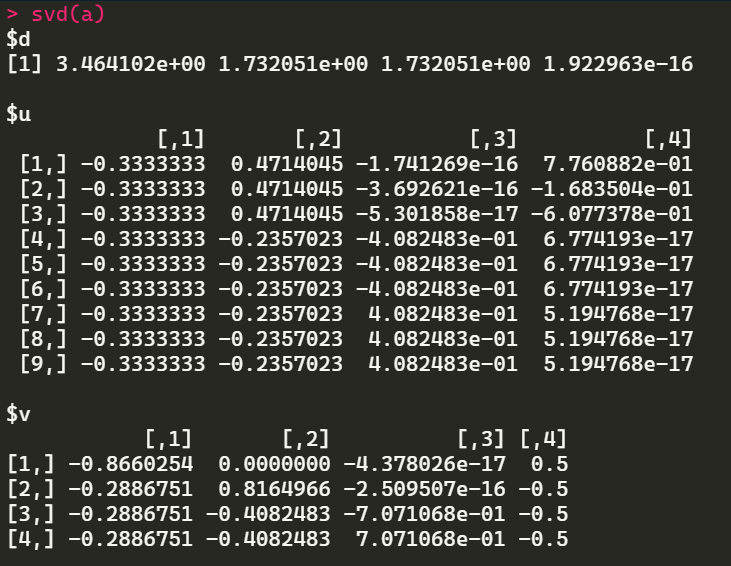 > svd(a)
$d
[1] 3.464102e+00 1.732051e+00 1.732051e+00 1.922963e-16
$u
[,1] [,2] [,3] [,4]
[1,] -0.3333333 0.4714045 -1.741269e-16 7.760882e-01
[2,] -0.3333333 0.4714045 -3.692621e-16 -1.683504e-01
[3,] -0.3333333 0.4714045 -5.301858e-17 -6.077378e-01
[4,] -0.3333333 -0.2357023 -4.082483e-01 6.774193e-17
[5,] -0.3333333 -0.2357023 -4.082483e-01 6.774193e-17
[6,] -0.3333333 -0.2357023 -4.082483e-01 6.774193e-17
[7,] -0.3333333 -0.2357023 4.082483e-01 5.194768e-17
[8,] -0.3333333 -0.2357023 4.082483e-01 5.194768e-17
[9,] -0.3333333 -0.2357023 4.082483e-01 5.194768e-17
$v
[,1] [,2] [,3] [,4]
[1,] -0.8660254 0.0000000 -4.378026e-17 0.5
[2,] -0.2886751 0.8164966 -2.509507e-16 -0.5
[3,] -0.2886751 -0.4082483 -7.071068e-01 -0.5
[4,] -0.2886751 -0.4082483 7.071068e-01 -0.5